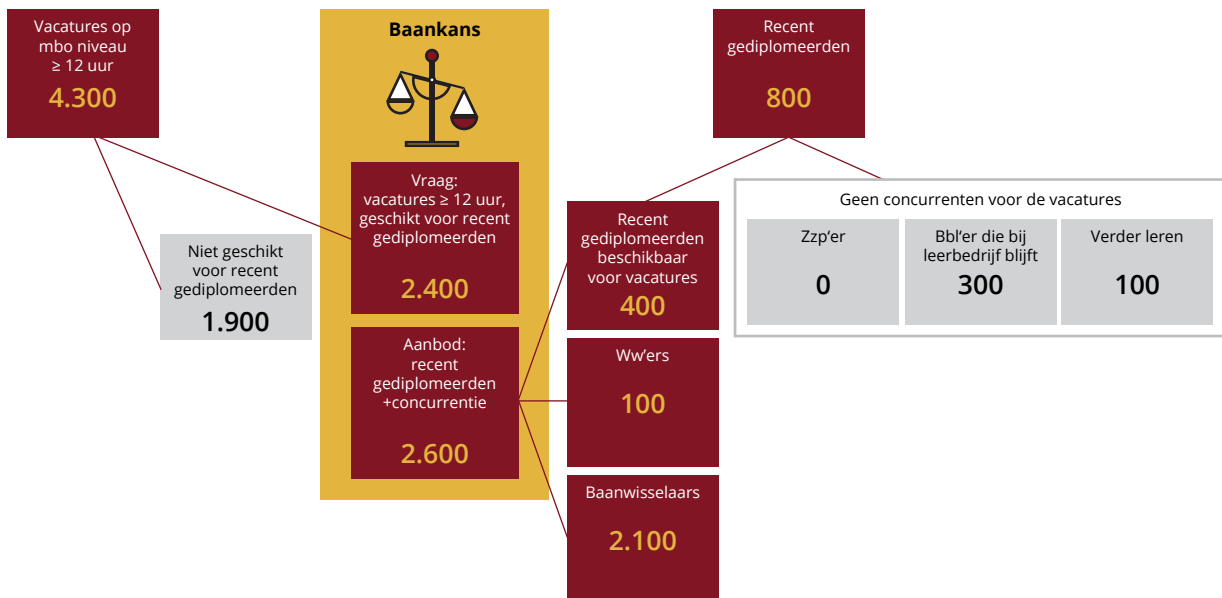 Vacatures op
mbo niveau
≥ 12 uur
4.300
Niet geschikt
voor recent
gediplomeerden
1.900
Baankans
Vraag:
vacatures ≥ 12 uur,
geschikt voor recent
gediplomeerden
2.400
Aanbod:
recent
gediplomeerden
+concurrentie
2.600
Recent
gediplomeerden
800
Recent
gediplomeerden
beschikbaar
voor vacatures
400
Ww'ers
100
Baanwisselaars
2.100
Geen concurrenten voor de vacatures
Zzp'er
0
Bbl'er die bij
leerbedrijf blijft
300
Verder leren
100